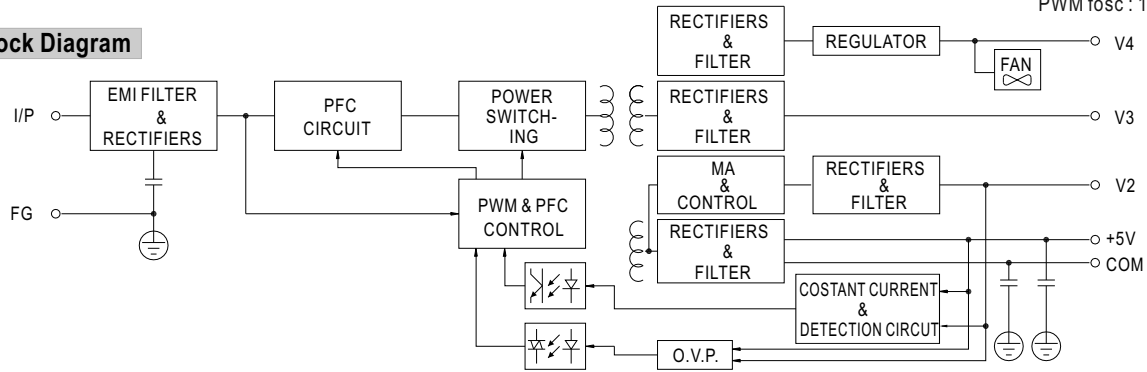 PWM fosc : 1
ock Diagram
RECTIFIERS
&
FILTER
REGULATOR
V4
FAN
I/P
EMI FILTER
&
RECTIFIERS
PFC
CIRCUIT
POWER
SWITCH-
ING
RECTIFIERS
&
FILTER
V3
MA
&
CONTROL
RECTIFIERS
&
FILTER
V2
FG
PWM & PFC
CONTROL
RECTIFIERS
&
FILTER
+5V
COM
COSTANT CURRENT
&
DETECTION CIRCUT
O.V.P.